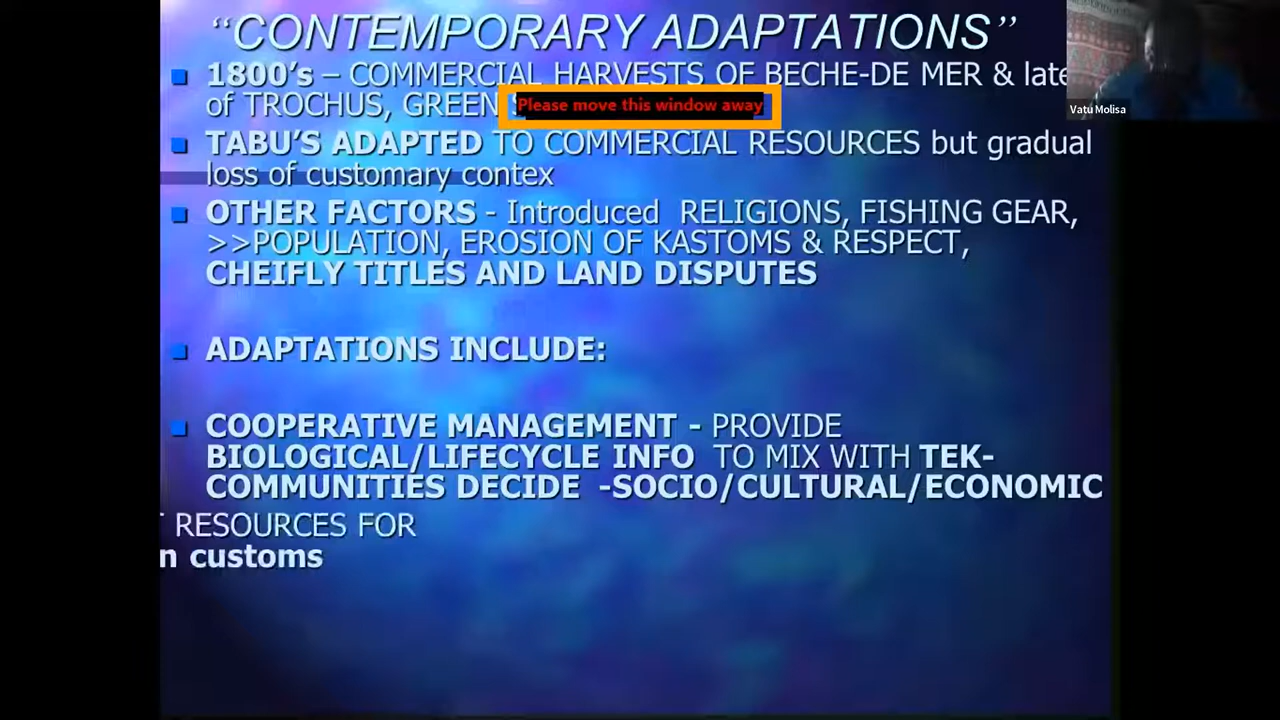 “CONTEMPORARY ADAPTATIONS”
1800’s – COMMERCIAL HARVESTS OF BECHE-DE MER & late
of TROCHUS, GREEN
Please move this window away
Vatu Molisa
TABU’S ADAPTED TO COMMERCIAL RESOURCES but gradual
loss of customary contex
OTHER FACTORS - Introduced RELIGIONS, FISHING GEAR,
>>POPULATION, EROSION OF KASTOMS & RESPECT,
CHEIFLY TITLES AND LAND DISPUTES
ADAPTATIONS INCLUDE:
COOPERATIVE MANAGEMENT - PROVIDE
BIOLOGICAL/LIFECYCLE INFO TO MIX WITH TEK-
COMMUNITIES DECIDE -SOCIO/CULTURAL/ECONOMIC
RESOURCES FOR
n customs